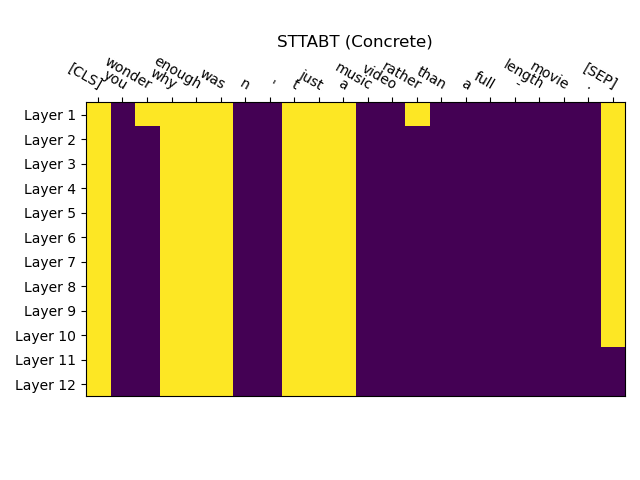 STTABT (Concrete)
[CLS] you wonder why enough was n ' t just a music video rather than a full - length movie . [SEP]
Layer 1
Layer 2
Layer 3
Layer 4
Layer 5
Layer 6
Layer 7
Layer 8
Layer 9
Layer 10
Layer 11
Layer 12